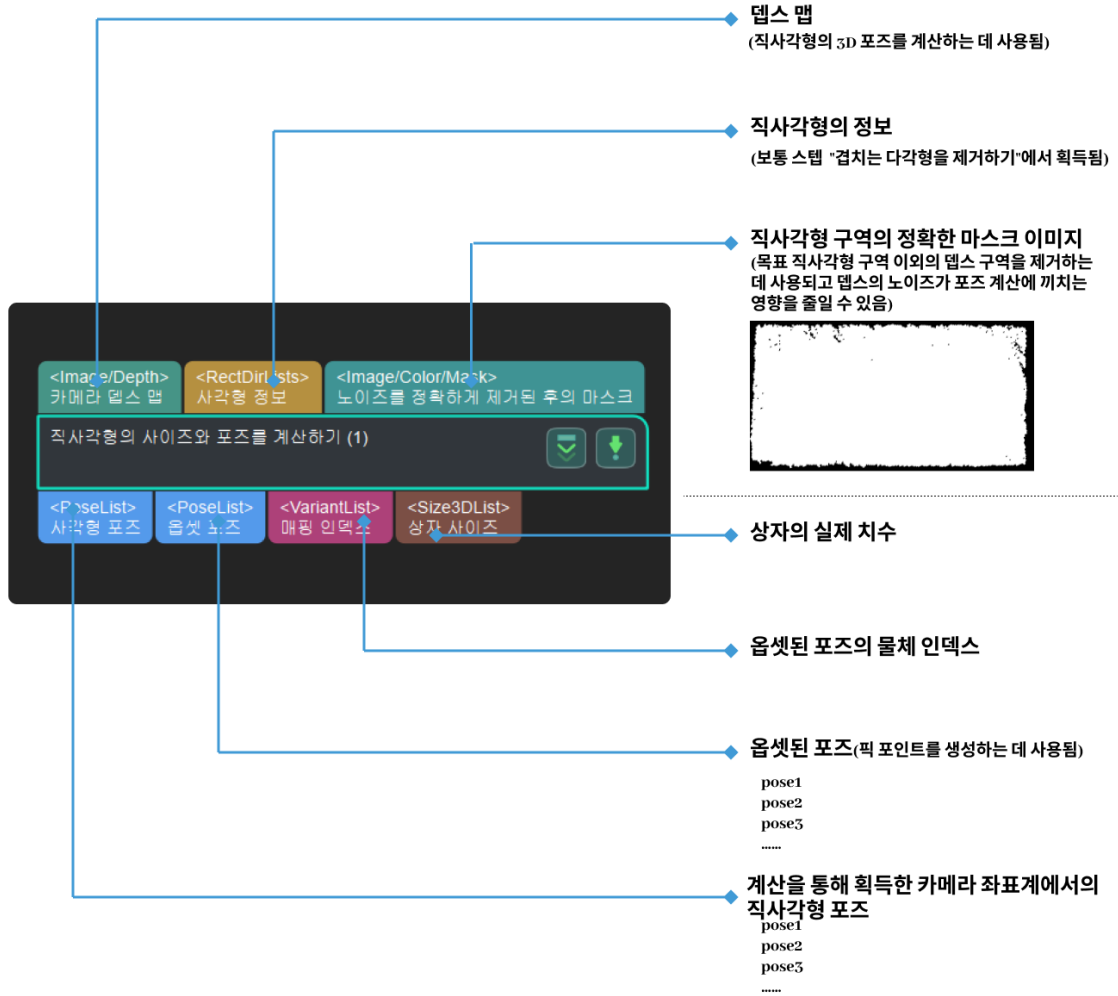 뎁스 맵
(직사각형의 3D 포즈를 계산하는 데 사용됨)
직사각형의 정보
(보통 스텝 "겹치는 다각형을 제거하기"에서 획득됨)
직사각형 구역의 정확한 마스크 이미지
(목표 직사각형 구역 이외의 뎁스 구역을 제거하는
데 사용되고 뎁스의 노이즈가 포즈 계산에 끼치는
영향을 줄일 수 있음)
<Image/Depth>
카메라 뎁스 맵
<RectDirLists>
사각형 정보
<Image/Color/Mask>
노이즈를 정확하게 제거된 후의 마스크
직사각형의 사이즈와 포즈를 계산하기 (1)
<PoseList>
사각형 포즈
<PoseList>
옵셋 포즈
<VariantList>
매핑 인덱스
<Size3DList>
상자 사이즈
상자의 실제 치수
옵셋된 포즈의 물체 인덱스
옵셋된 포즈(픽 포인트를 생성하는 데 사용됨)
pose1
pose2
pose3
......
계산을 통해 획득한 카메라 좌표계에서의
직사각형 포즈
pose1
pose2
pose3
......